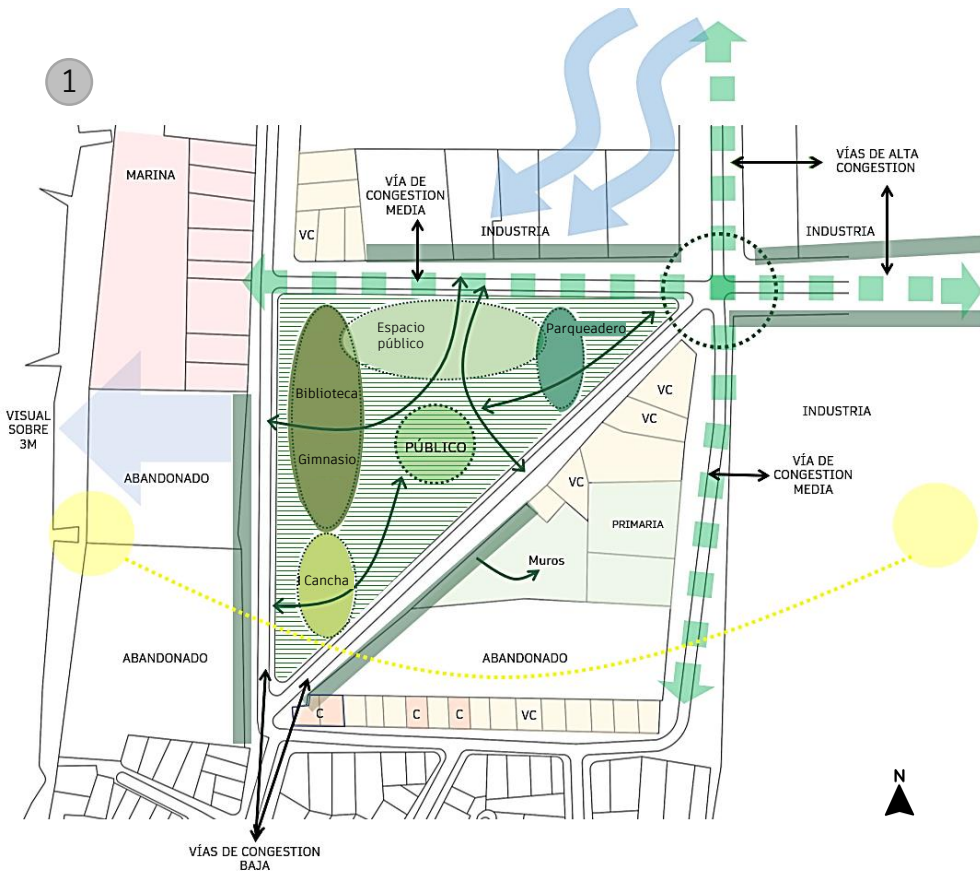 1
MARINA
VÍA DE
CONGESTION
MEDIA
VC
INDUSTRIA
VÍAS DE ALTA
CONGESTION
INDUSTRIA
Espacio
público
Parqueadero
Biblioteca
Gimnasio
PÚBLICO
VC
VC
VC
INDUSTRIA
VISUAL
SOBRE
3M
ABANDONADO
VÍA DE
CONGESTION
MEDIA
PRIMARIA
Muros
Cancha
ABANDONADO
ABANDONADO
C
C
C
VC
N
VÍAS DE CONGESTION
BAJA